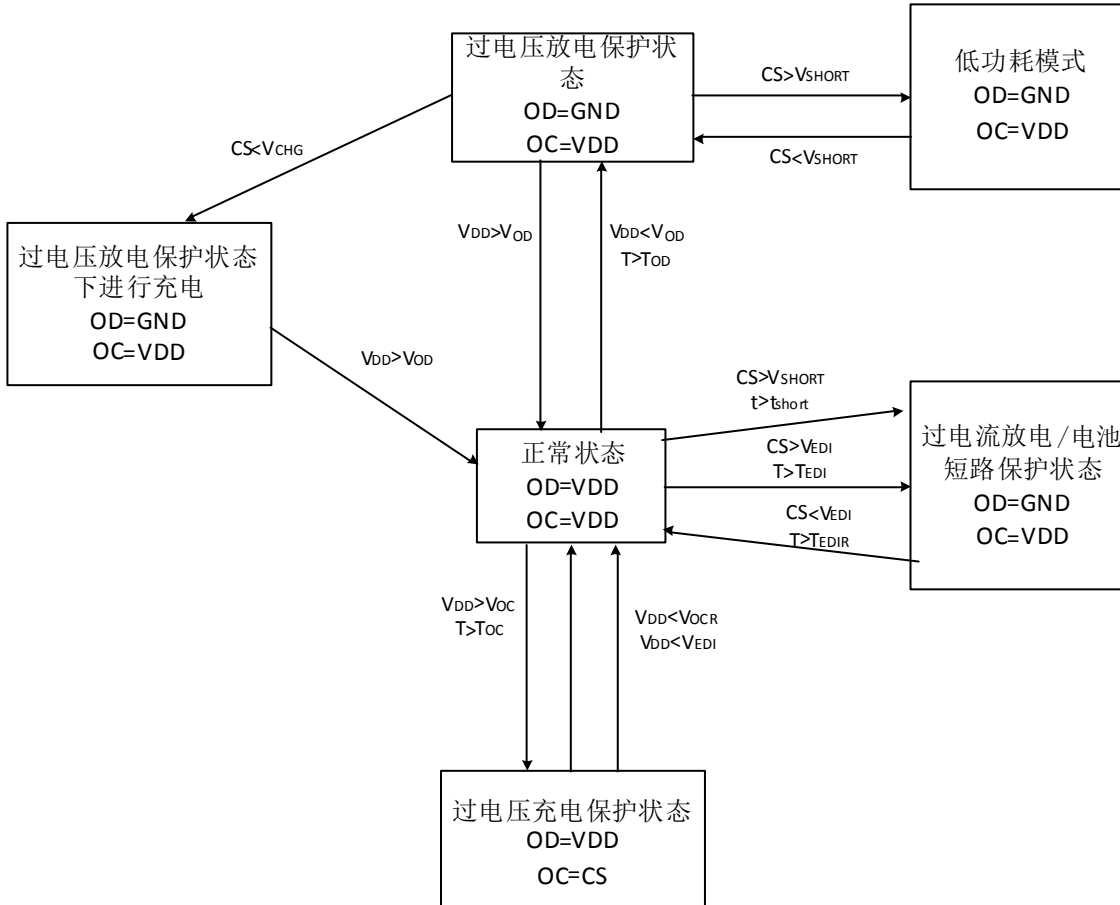 过电压放电保护状
态
OD=GND
OC=VDD
CS>VSHORT
CS<VSHORT
低功耗模式
OD=GND
OC=VDD
CS<VCHG
过电压放电保护状态
下进行充电
OD=GND
OC=VDD
VDD>VOD
VDD<VOD
T>TOD
VDD>VOD
正常状态
OD=VDD
OC=VDD
CS>VSHORT
t>tshort
CS>VEDI
T>TEDI
CS<VEDI
T>TEDIR
过电流放电/电池
短路保护状态
OD=GND
OC=VDD
VDD>VOC
T>TOC
VDD<VOCR
VDD<VEDI
过电压充电保护状态
OD=VDD
OC=CS